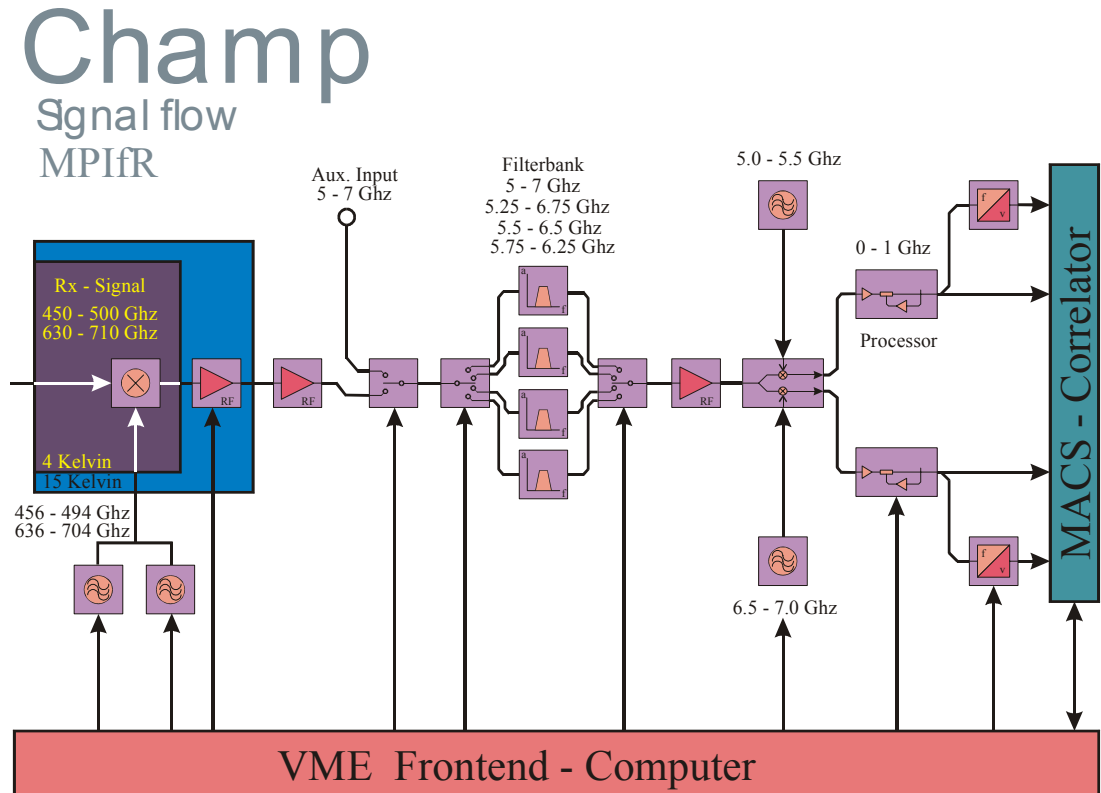 Champ
Signal flow
MPIfR
Aux. Input
5 - 7 Ghz
Filterbank
5 - 7 Ghz
5.25 - 6.75 Ghz
5.5 - 6.5 Ghz
5.75 - 6.25 Ghz
5.0 - 5.5 Ghz
0 - 1 Ghz
Processor
Rx - Signal
450 - 500 Ghz
630 - 710 Ghz
RF
RF
RF
a
f
a
f
a
f
a
f
f
v
f
v
4 Kelvin
15 Kelvin
456 - 494 Ghz
636 - 704 Ghz
6.5 - 7.0 Ghz
MACS - Correlator
VME Frontend - Computer